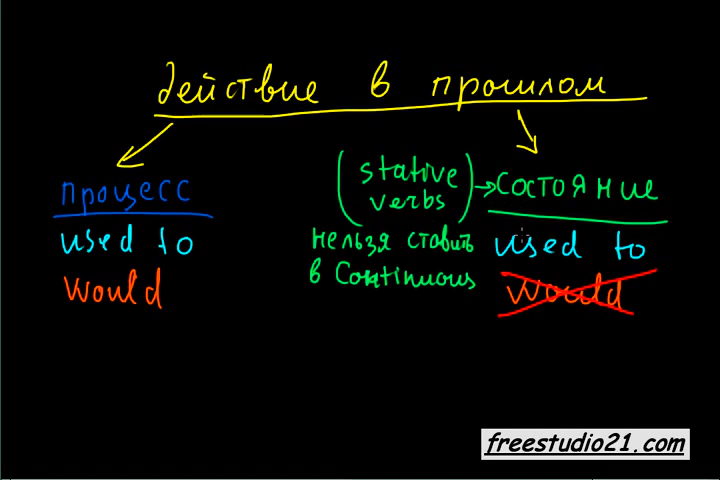 действие в прошлом
процесс
used to
would
(stative verbs) → состояние
нельзя ставить
в Continuous
used to
would
freestudio21.com